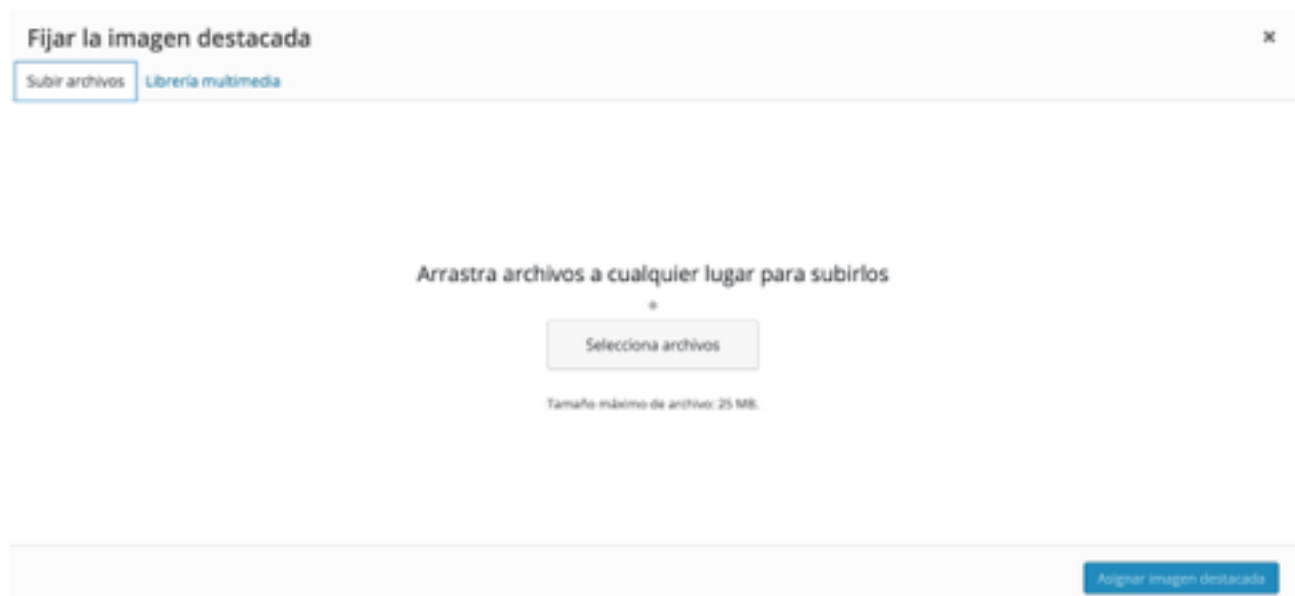 Fijar la imagen destacada
Subir archivos Librería multimedia
Arrastra archivos a cualquier lugar para subirlos
o
Selecciona archivos
Tamaño máximo de archivo: 25 MB.
Asignar imagen destacada